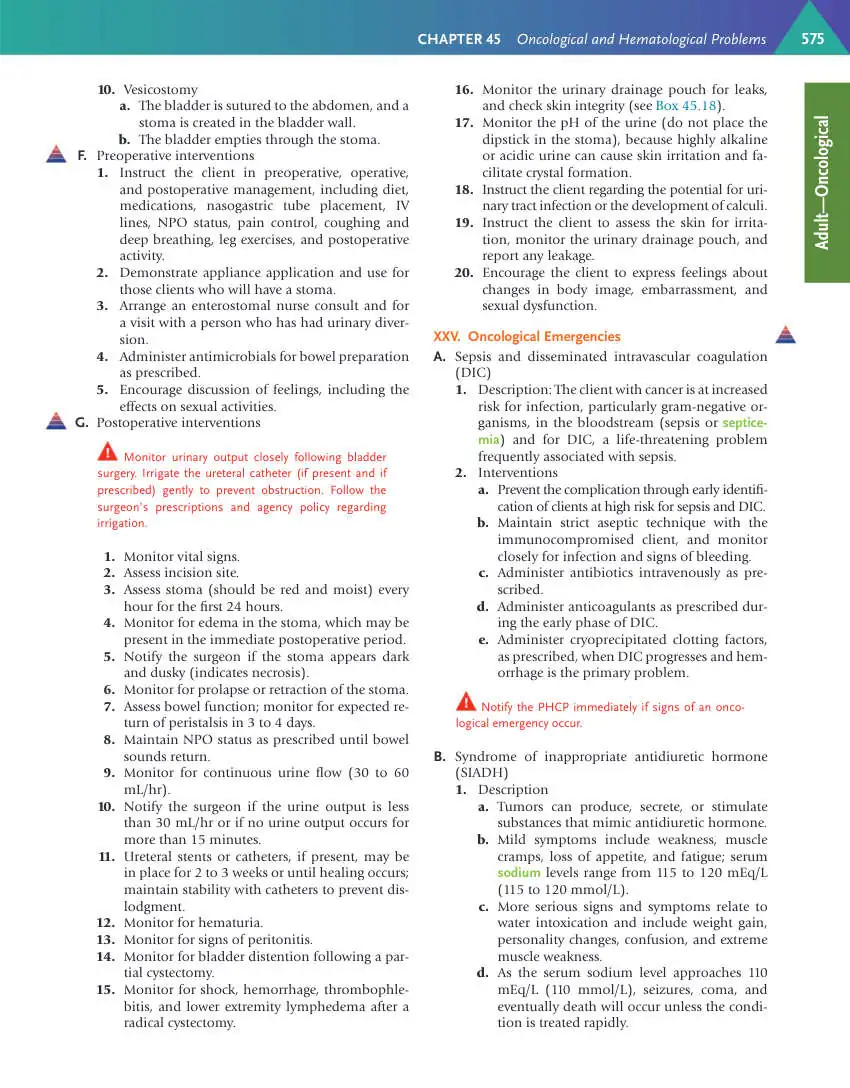 CHAPTER 45 Oncological and Hematological Problems 575
10. Vesicostomy
a. The bladder is sutured to the abdomen, and a
stoma is created in the bladder wall.
b. The bladder empties through the stoma.
F. Preoperative interventions
1. Instruct the client in preoperative, operative,
and postoperative management, including diet,
medications, nasogastric tube placement, IV
lines, NPO status, pain control, coughing and
deep breathing, leg exercises, and postoperative
activity.
2. Demonstrate appliance application and use for
those clients who will have a stoma.
3. Arrange an enterostomal nurse consult and for
a visit with a person who has had urinary diver-
sion.
4. Administer antimicrobials for bowel preparation
as prescribed.
5. Encourage discussion of feelings, including the
effects on sexual activities.
G. Postoperative interventions
Monitor urinary output closely following bladder
surgery. Irrigate the ureteral catheter (if present and if
prescribed) gently to prevent obstruction. Follow the
surgeon's prescriptions and agency policy regarding
irrigation.
1. Monitor vital signs.
2. Assess incision site.
3. Assess stoma (should be red and moist) every
hour for the first 24 hours.
4. Monitor for edema in the stoma, which may be
present in the immediate postoperative period.
5. Notify the surgeon if the stoma appears dark
and dusky (indicates necrosis).
6. Monitor for prolapse or retraction of the stoma.
7. Assess bowel function; monitor for expected re-
turn of peristalsis in 3 to 4 days.
8. Maintain NPO status as prescribed until bowel
sounds return.
9. Monitor for continuous urine flow (30 to 60
mL/hr).
10. Notify the surgeon if the urine output is less
than 30 mL/hr or if no urine output occurs for
more than 15 minutes.
11. Ureteral stents or catheters, if present, may be
in place for 2 to 3 weeks or until healing occurs;
maintain stability with catheters to prevent dis-
lodgment.
12. Monitor for hematuria.
13. Monitor for signs of peritonitis.
14. Monitor for bladder distention following a par-
tial cystectomy.
15. Monitor for shock, hemorrhage, thrombophle-
bitis, and lower extremity lymphedema after a
radical cystectomy.
16. Monitor the urinary drainage pouch for leaks,
and check skin integrity (see Box 45.18).
17. Monitor the pH of the urine (do not place the
dipstick in the stoma), because highly alkaline
or acidic urine can cause skin irritation and fa-
cilitate crystal formation.
18. Instruct the client regarding the potential for uri-
nary tract infection or the development of calculi.
19. Instruct the client to assess the skin for irrita-
tion, monitor the urinary drainage pouch, and
report any leakage.
20. Encourage the client to express feelings about
changes in body image, embarrassment, and
sexual dysfunction.
XXV. Oncological Emergencies
A. Sepsis and disseminated intravascular coagulation
(DIC)
1. Description: The client with cancer is at increased
risk for infection, particularly gram-negative or-
ganisms, in the bloodstream (sepsis or septice-
mia) and for DIC, a life-threatening problem
frequently associated with sepsis.
2. Interventions
a. Prevent the complication through early identifi-
cation of clients at high risk for sepsis and DIC.
b. Maintain strict aseptic technique with the
immunocompromised client, and monitor
closely for infection and signs of bleeding.
c. Administer antibiotics intravenously as pre-
scribed.
d. Administer anticoagulants as prescribed dur-
ing the early phase of DIC.
e. Administer cryoprecipitated clotting factors,
as prescribed, when DIC progresses and hem-
orrhage is the primary problem.
Notify the PHCP immediately if signs of an onco-
logical emergency occur.
B. Syndrome of inappropriate antidiuretic hormone
(SIADH)
1. Description
a. Tumors can produce, secrete, or stimulate
substances that mimic antidiuretic hormone.
b. Mild symptoms include weakness, muscle
cramps, loss of appetite, and fatigue; serum
sodium levels range from 115 to 120 mEq/L
(115 to 120 mmol/L).
c. More serious signs and symptoms relate to
water intoxication and include weight gain,
personality changes, confusion, and extreme
muscle weakness.
d. As the serum sodium level approaches 110
mEq/L (110 mmol/L), seizures, coma, and
eventually death will occur unless the condi-
tion is treated rapidly.
Adult—Oncological